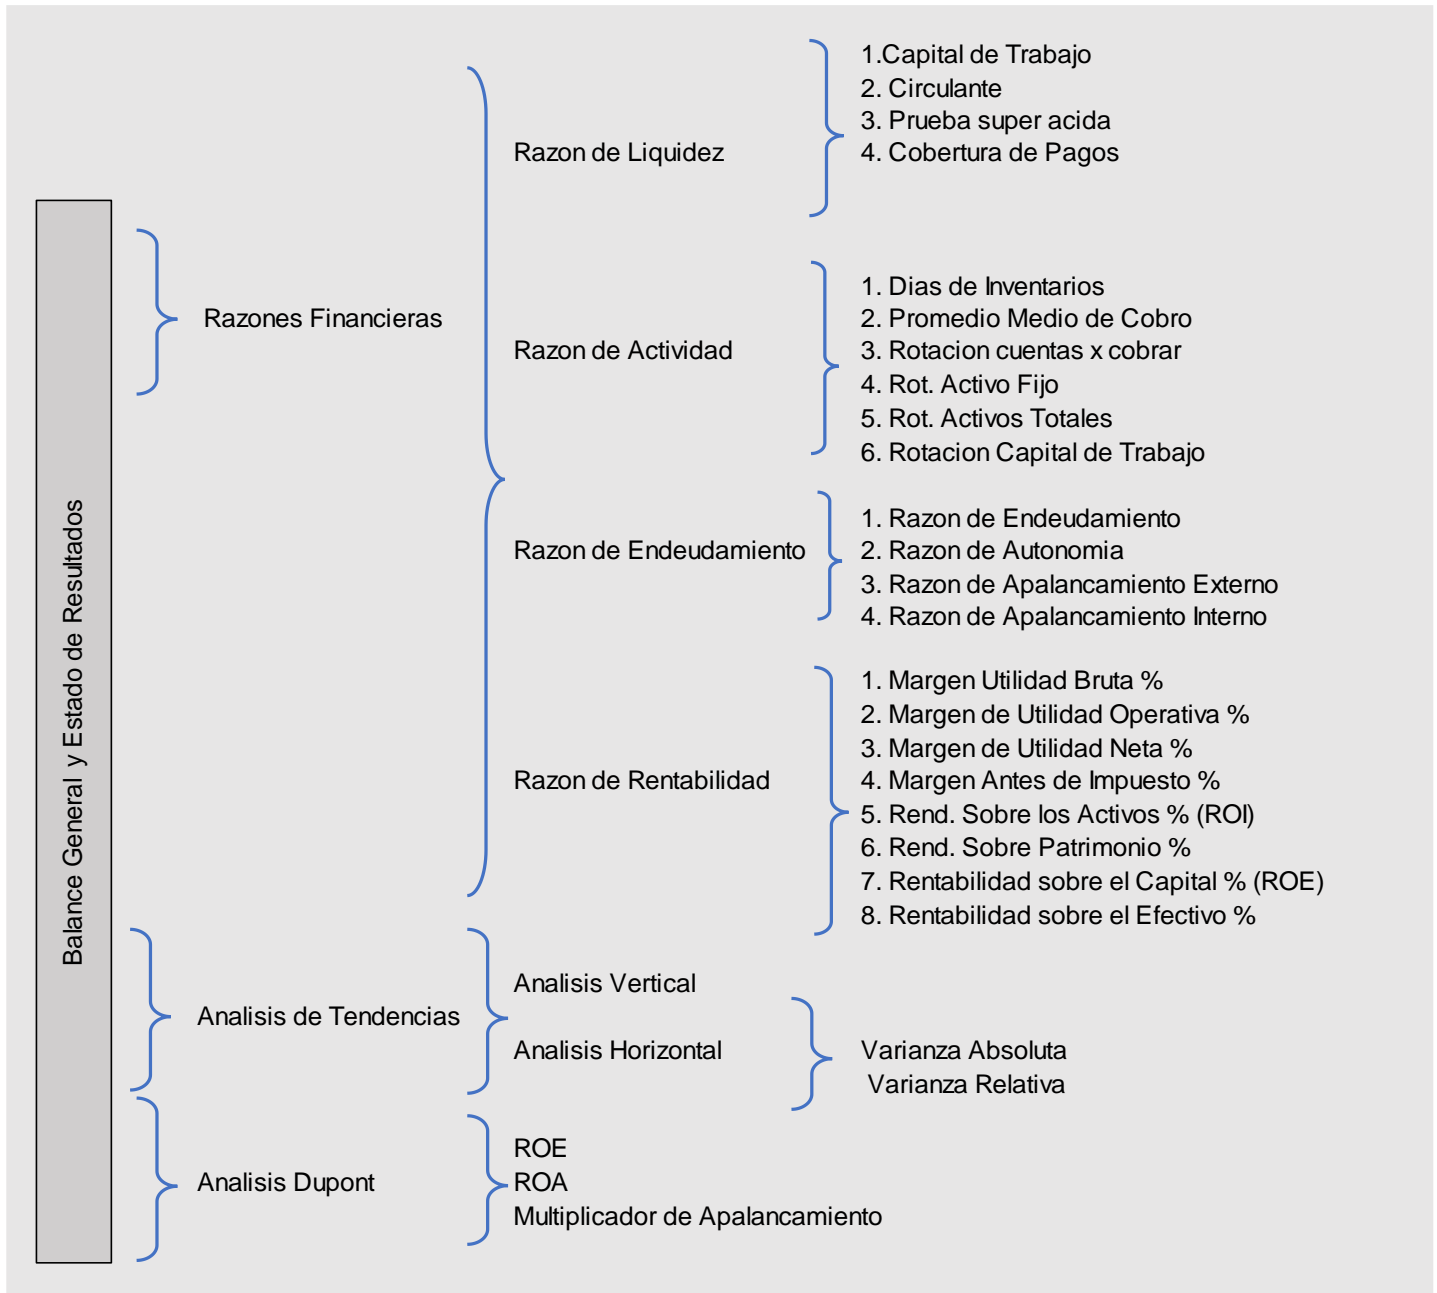 Balance General y Estado de Resultados
Razones Financieras
Razon de Liquidez
1.Capital de Trabajo
2. Circulante
3. Prueba super acida
4. Cobertura de Pagos
Razon de Actividad
1. Dias de Inventarios
2. Promedio Medio de Cobro
3. Rotacion cuentas x cobrar
4. Rot. Activo Fijo
5. Rot. Activos Totales
6. Rotacion Capital de Trabajo
Razon de Endeudamiento
1. Razon de Endeudamiento
2. Razon de Autonomia
3. Razon de Apalancamiento Externo
4. Razon de Apalancamiento Interno
Razon de Rentabilidad
1. Margen Utilidad Bruta %
2. Margen de Utilidad Operativa %
3. Margen de Utilidad Neta %
4. Margen Antes de Impuesto %
5. Rend. Sobre los Activos % (ROI)
6. Rend. Sobre Patrimonio %
7. Rentabilidad sobre el Capital % (ROE)
8. Rentabilidad sobre el Efectivo %
Analisis de Tendencias
Analisis Vertical
Analisis Horizontal
Varianza Absoluta
Varianza Relativa
Analisis Dupont
ROE
ROA
Multiplicador de Apalancamiento